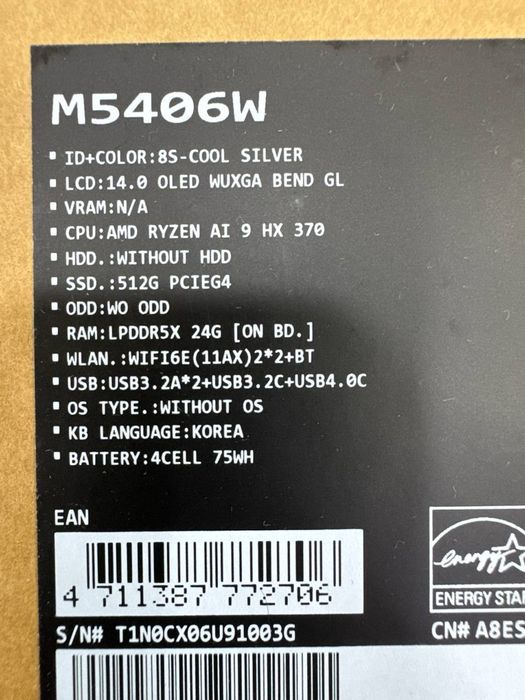 M5406W
▪ ID+COLOR:8S-COOL SILVER
▪ LCD:14.0 OLED WUXGA BEND GL
▪ VRAM:N/A
▪ CPU:AMD RYZEN AI 9 HX 370
▪ HDD.:WITHOUT HDD
▪ SSD.:512G PCIEG4
▪ ODD:WO ODD
▪ RAM:LPDDR5X 24G [ON BD.]
▪ WLAN.:WIFI6E(11AX)2*2+BT
▪ USB:USB3.2A*2+USB3.2C+USB4.0C
▪ OS TYPE.:WITHOUT OS
▪ KB LANGUAGE:KOREA
▪ BATTERY:4CELL 75WH
EAN
4 711387 772706
energy
ENERGY STA
S/N# T1N0CX06U91003G
CN# A8ES